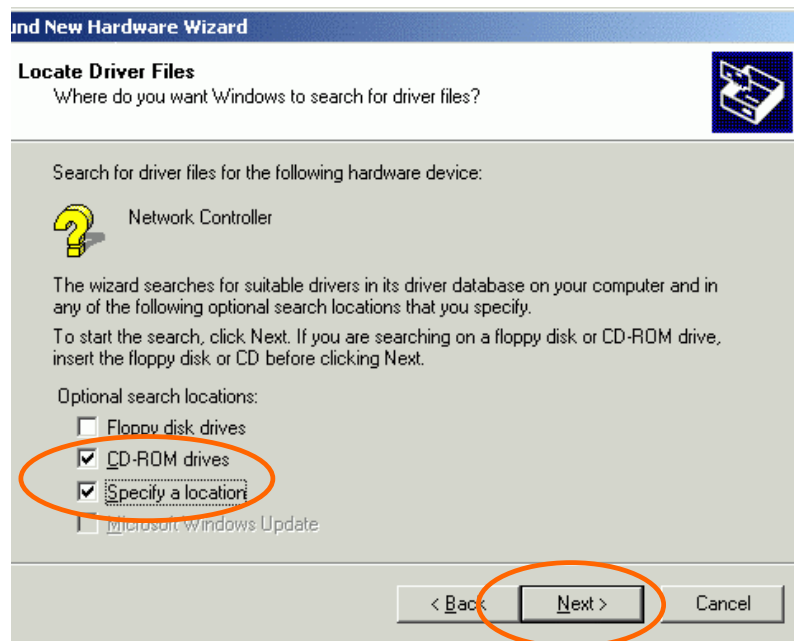 und New Hardware Wizard
Locate Driver Files
Where do you want Windows to search for driver files?
Search for driver files for the following hardware device:
Network Controller
The wizard searches for suitable drivers in its driver database on your computer and in
any of the following optional search locations that you specify.
To start the search, click Next. If you are searching on a floppy disk or CD-ROM drive,
insert the floppy disk or CD before clicking Next.
Optional search locations:
Floppy disk drives
CD-ROM drives
Specify a location
Microsoft Windows Update
< Back Next > Cancel